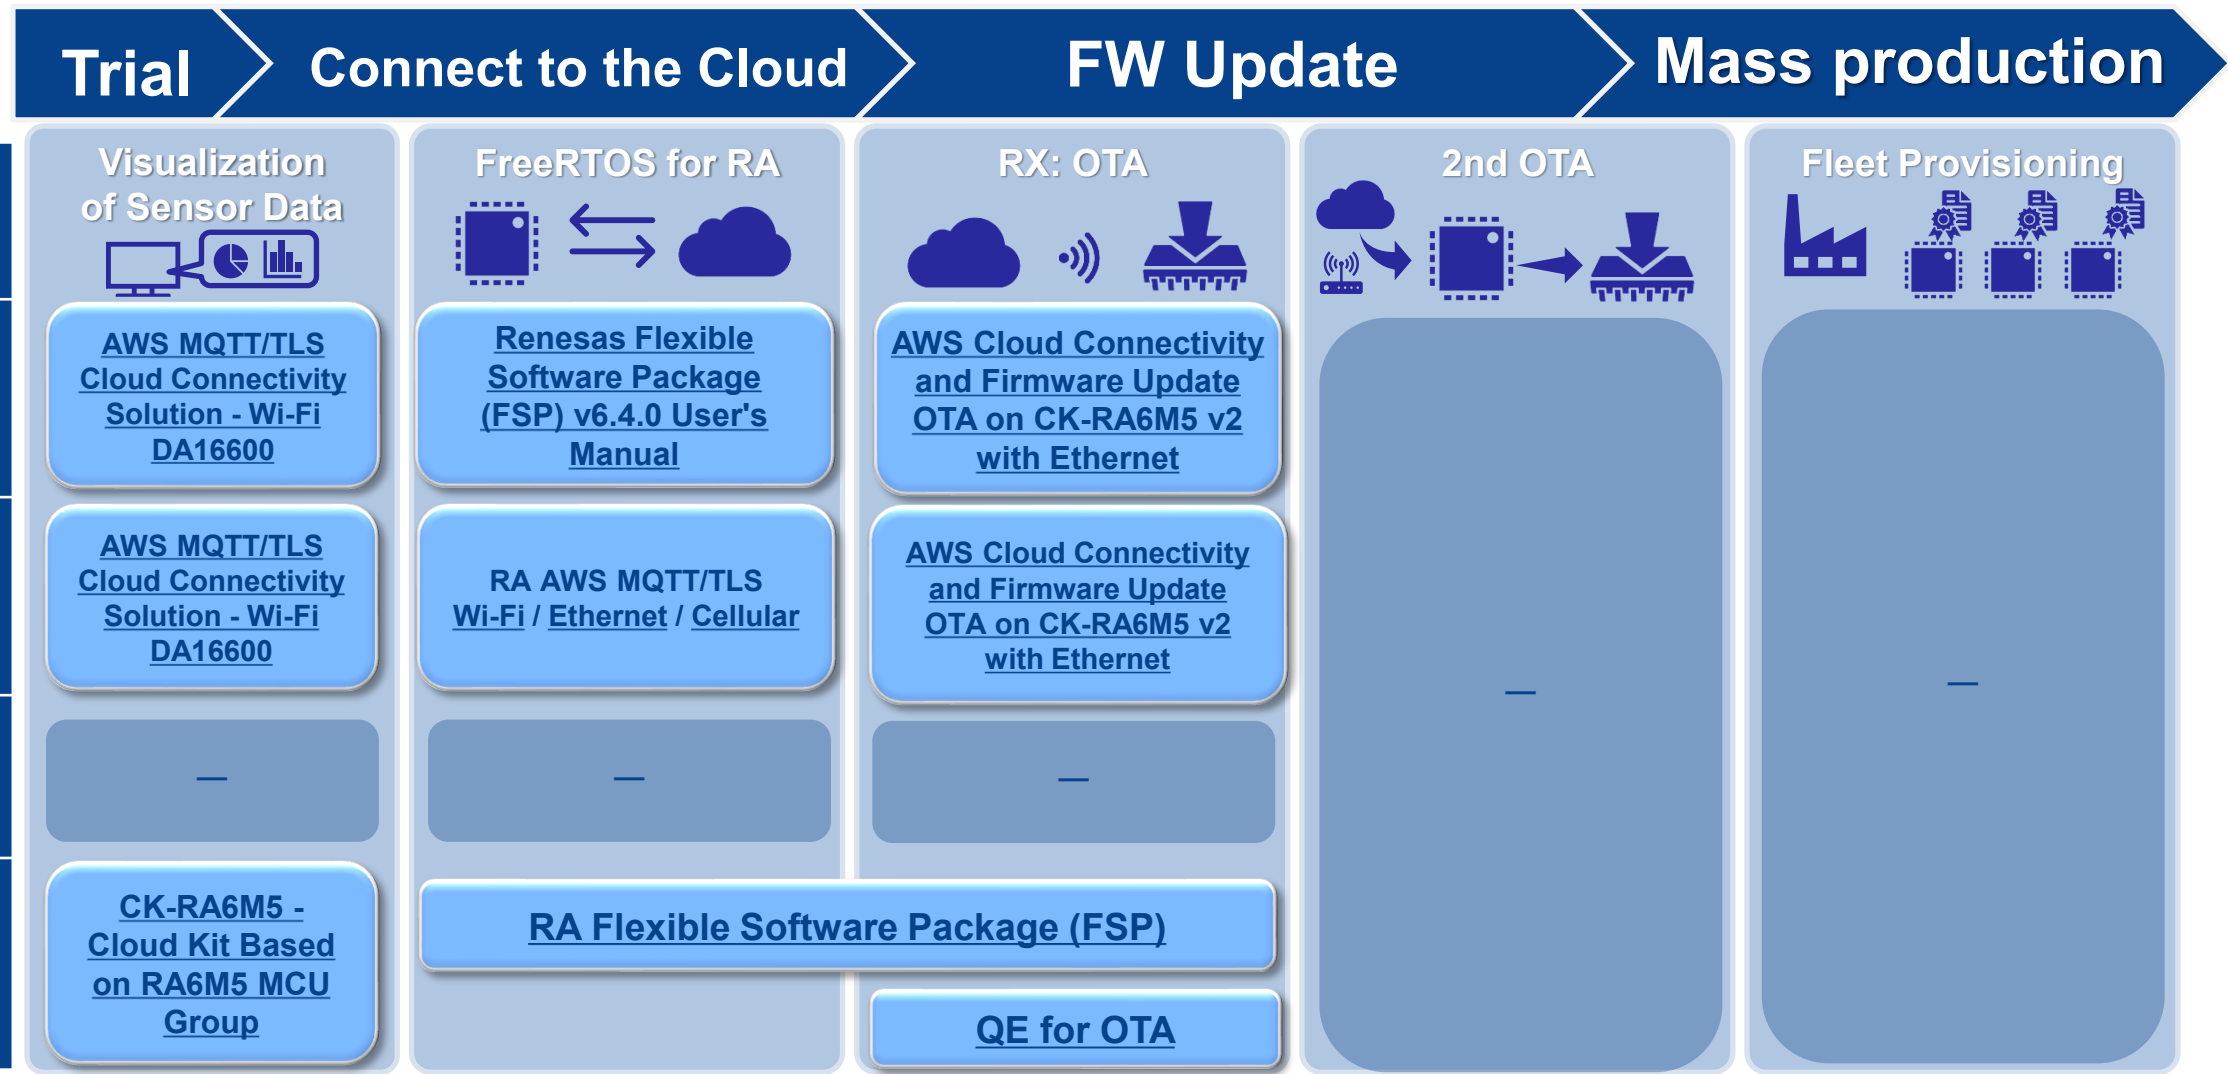 Trial
Connect to the Cloud
FW Update
Mass production
Visualization
of Sensor Data
AWS MQTT/TLS
Cloud Connectivity
Solution - Wi-Fi
DA16600
AWS MQTT/TLS
Cloud Connectivity
Solution - Wi-Fi
DA16600
—
CK-RA6M5 -
Cloud Kit Based
on RA6M5 MCU
Group
FreeRTOS for RA
Renesas Flexible
Software Package
(FSP) v6.4.0 User's
Manual
RA AWS MQTT/TLS
Wi-Fi / Ethernet / Cellular
—
RA Flexible Software Package (FSP)
RX: OTA
AWS Cloud Connectivity
and Firmware Update
OTA on CK-RA6M5 v2
with Ethernet
AWS Cloud Connectivity
and Firmware Update
OTA on CK-RA6M5 v2
with Ethernet
—
QE for OTA
2nd OTA
—
Fleet Provisioning
—